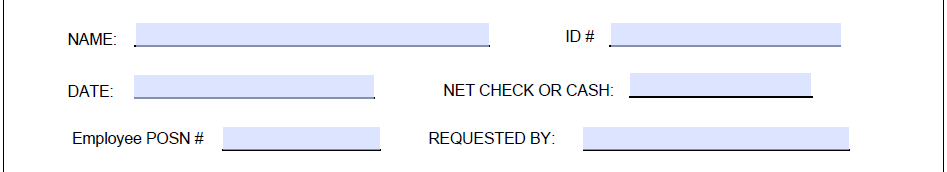 NAME: ID #
DATE: NET CHECK OR CASH:
Employee POSN # REQUESTED BY: